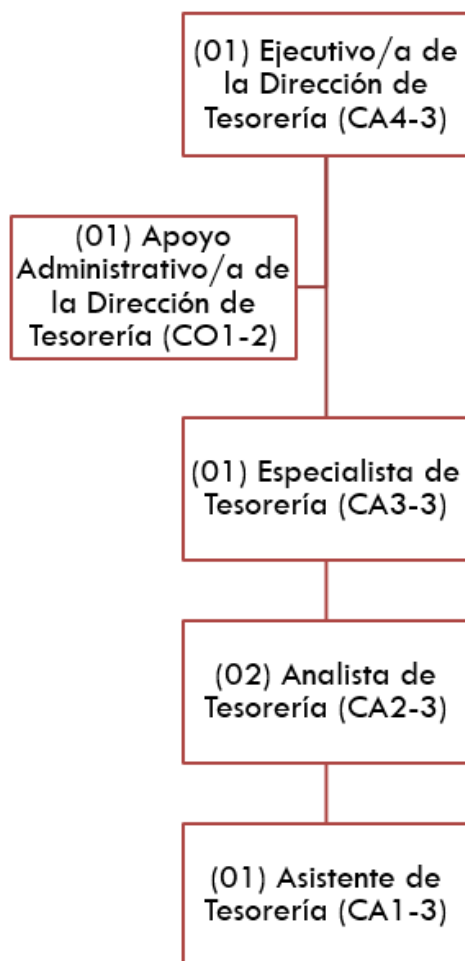 (01) Ejecutivo/a de
la Dirección de
Tesorería (CA4-3)
(01) Apoyo
Administrativo/a de
la Dirección de
Tesorería (CO1-2)
(01) Especialista de
Tesorería (CA3-3)
(02) Analista de
Tesorería (CA2-3)
(01) Asistente de
Tesorería (CA1-3)